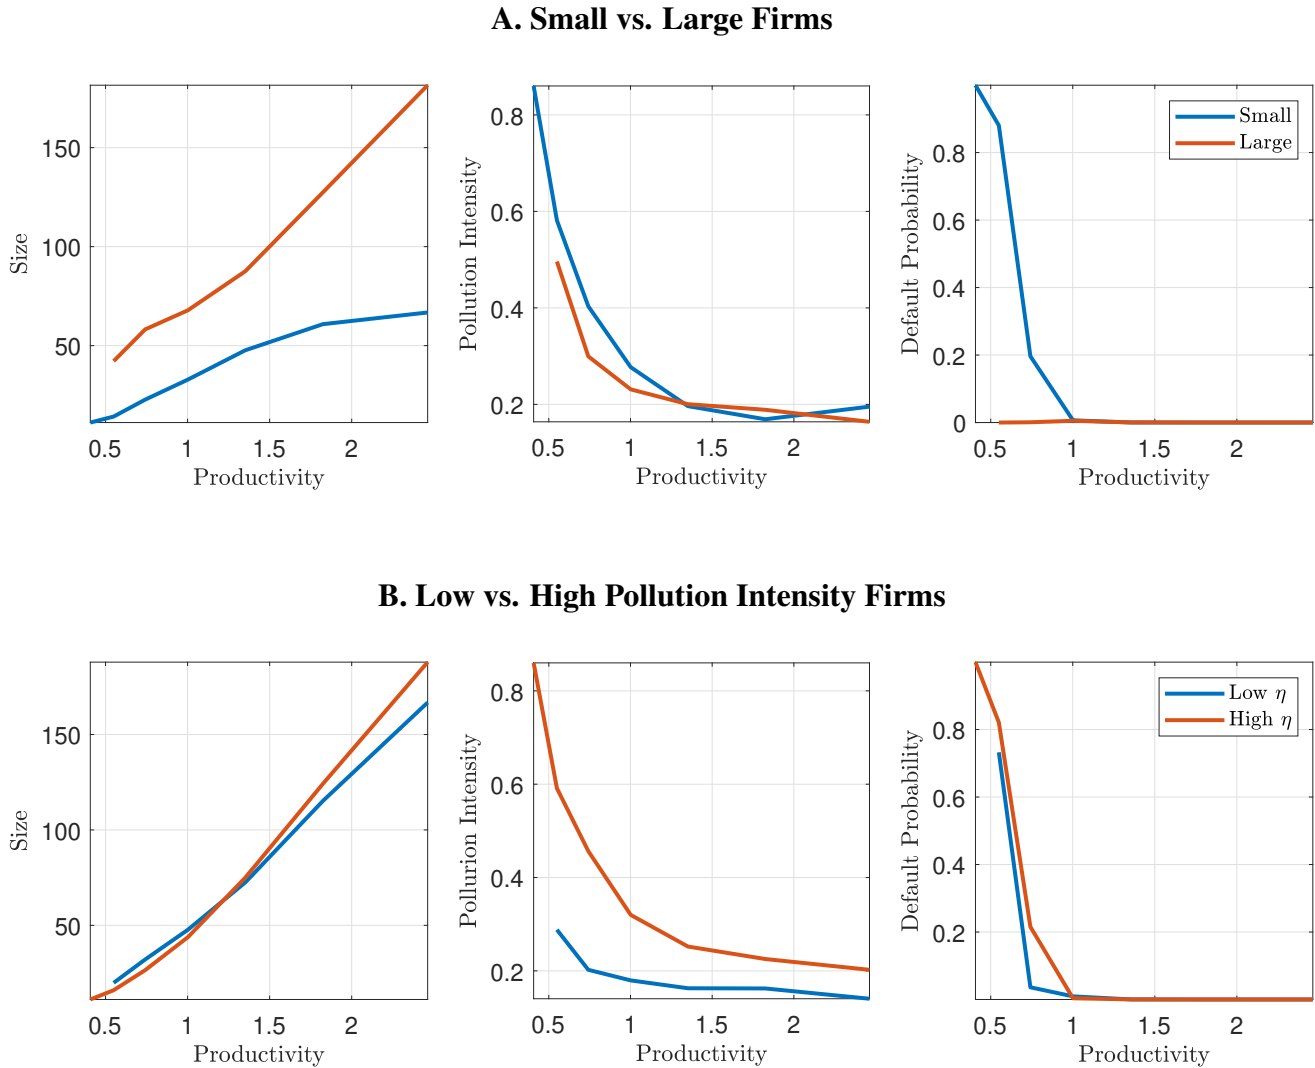 A. Small vs. Large Firms
150
100
50
Size
0.5 1 1.5 2
Productivity
0.8
0.6
0.4
0.2
Pollution Intensity
0.5 1 1.5 2
Productivity
0.8
0.6
0.4
0.2
0
Default Probability
Small
Large
0.5 1 1.5 2
Productivity
B. Low vs. High Pollution Intensity Firms
150
100
50
Size
0.5 1 1.5 2
Productivity
0.8
0.6
0.4
0.2
Pollurion Intensity
0.5 1 1.5 2
Productivity
0.8
0.6
0.4
0.2
Default Probability
Low η
High η
0.5 1 1.5 2
Productivity